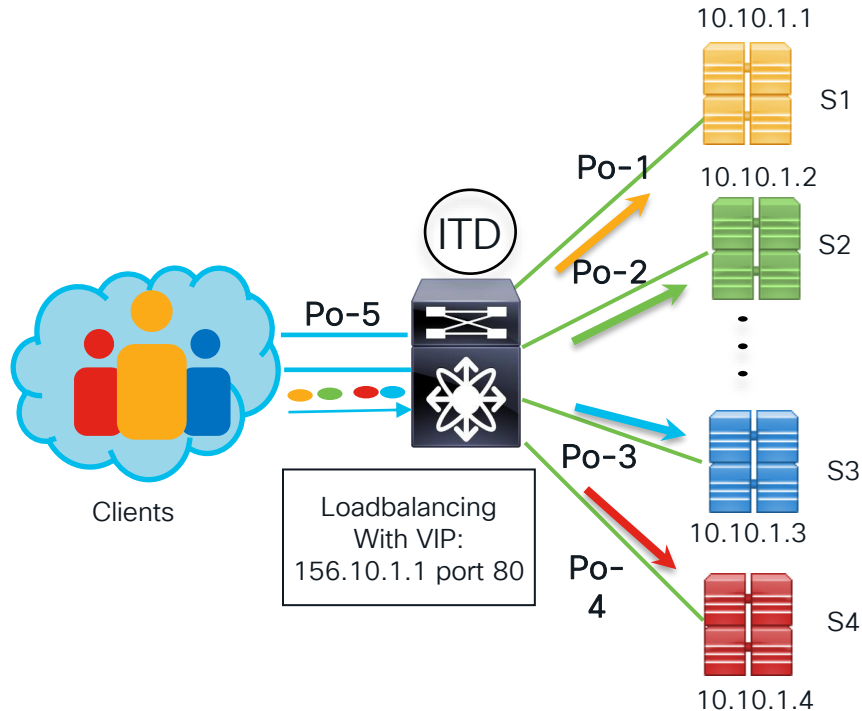 10.10.1.1
S1
Po-1
10.10.1.2
ITD
S2
Po-2
Po-5
Po-3
S3
Clients
Loadbalancing
With VIP:
156.10.1.1 port 80
10.10.1.3
Po-
4
S4
10.10.1.4